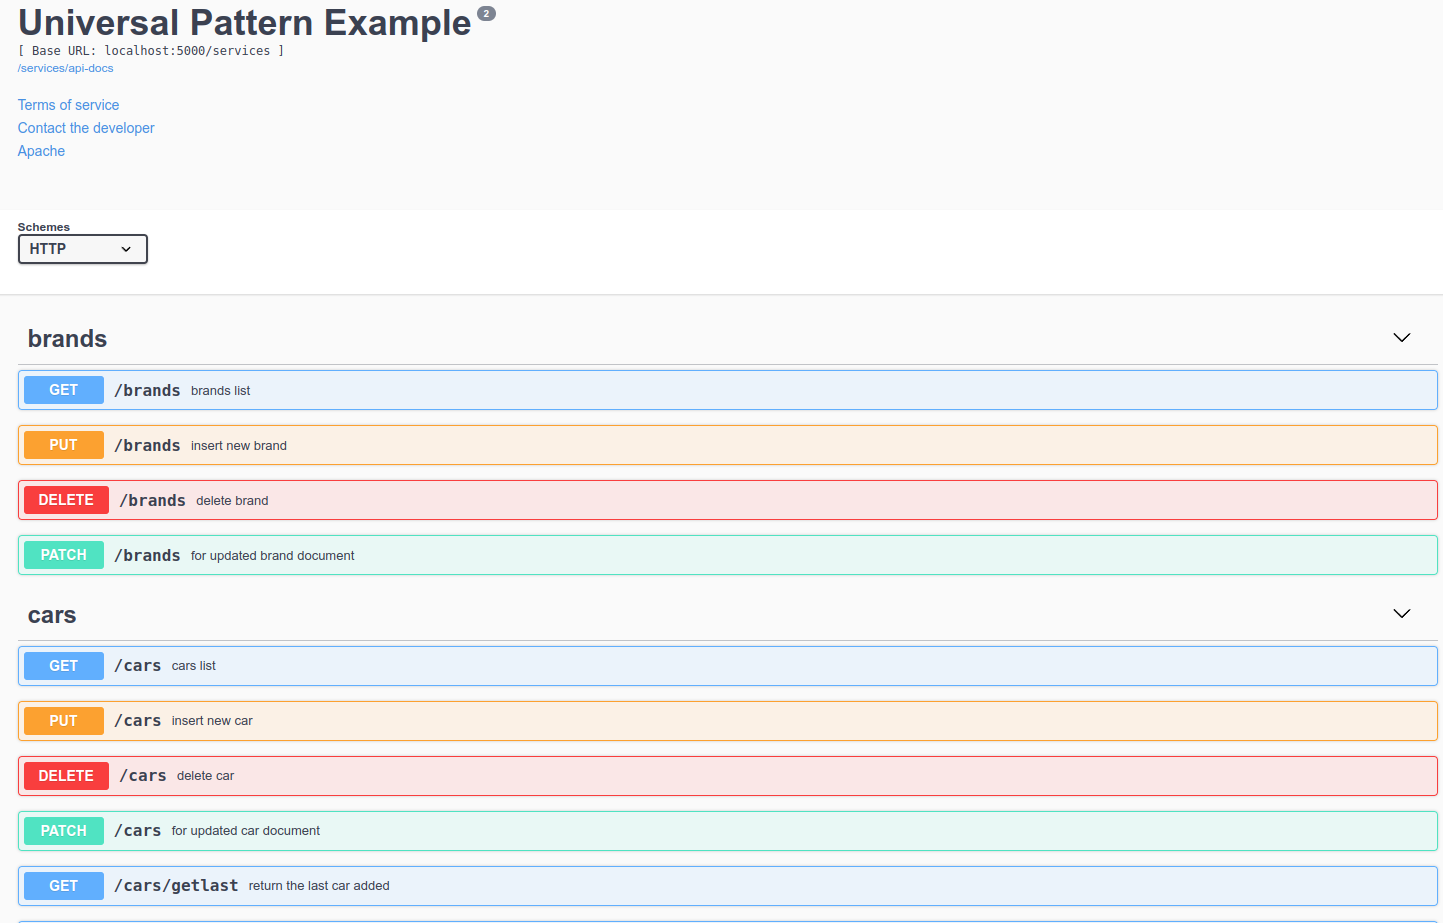 Universal Pattern Example 2
[ Base URL: localhost:5000/services ]
/services/api-docs
Terms of service
Contact the developer
Apache
Schemes
HTTP
brands
GET /brands brands list
PUT /brands insert new brand
DELETE /brands delete brand
PATCH /brands for updated brand document
cars
GET /cars cars list
PUT /cars insert new car
DELETE /cars delete car
PATCH /cars for updated car document
GET /cars/getlast return the last car added